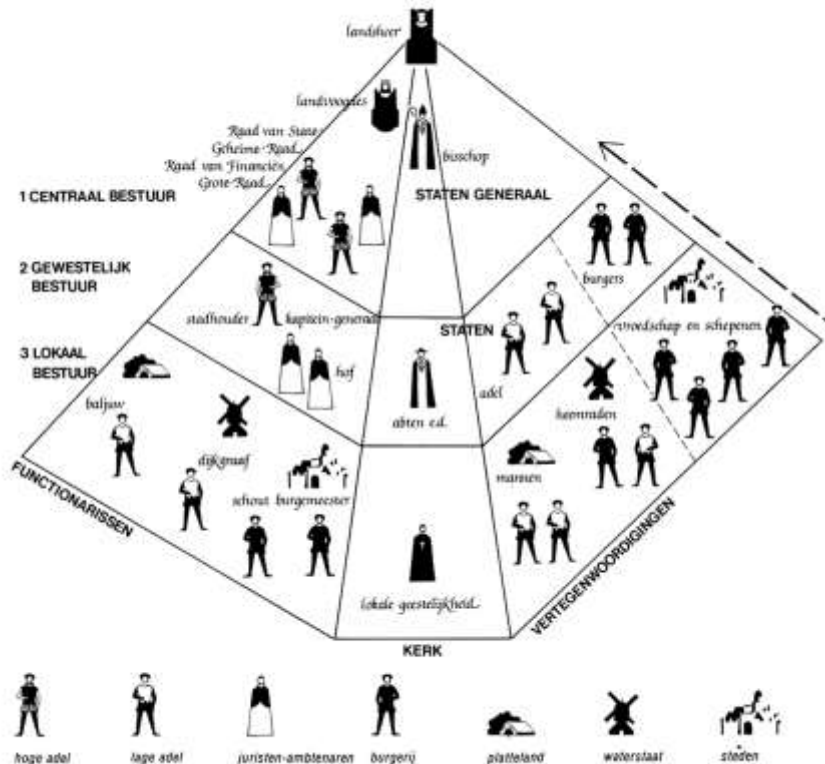 landsheer
landvoogdes
Raad van State
Geheime Raad
Raad van Financiën
Grote Raad
bisschop
1 CENTRAAL BESTUUR
STATEN GENERAAL
2 GEWESTELIJK
BESTUUR
burgers
stadhouder
kapitein-generaal
STATEN
vroedschap en schepenen
3 LOKAAL
BESTUUR
hof
adel
baljuw
abten e.d.
heemraden
dijkgraaf
mannen
schout burgemeester
FUNCTIONARISSEN
lokale geestelijkheid
VERTEGENWOORDIGINGEN
KERK
hoge adel
lage adel
juristen-ambtenaren
burgerij
platteland
waterstaat
steden